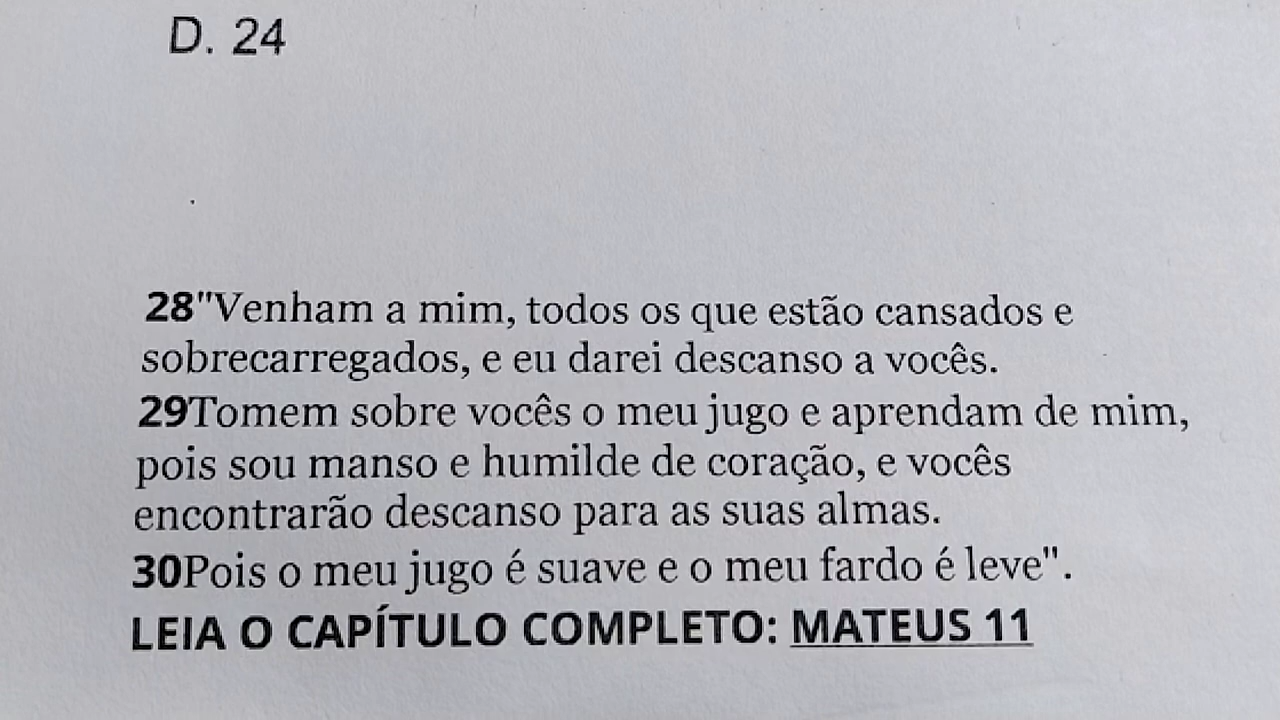 D. 24
28"Venham a mim, todos os que estão cansados e
sobrecarregados, e eu darei descanso a vocês.
29Tomem sobre vocês o meu jugo e aprendam de mim,
pois sou manso e humilde de coração, e vocês
encontrarão descanso para as suas almas.
30Pois o meu jugo é suave e o meu fardo é leve".
LEIA O CAPÍTULO COMPLETO: MATEUS 11